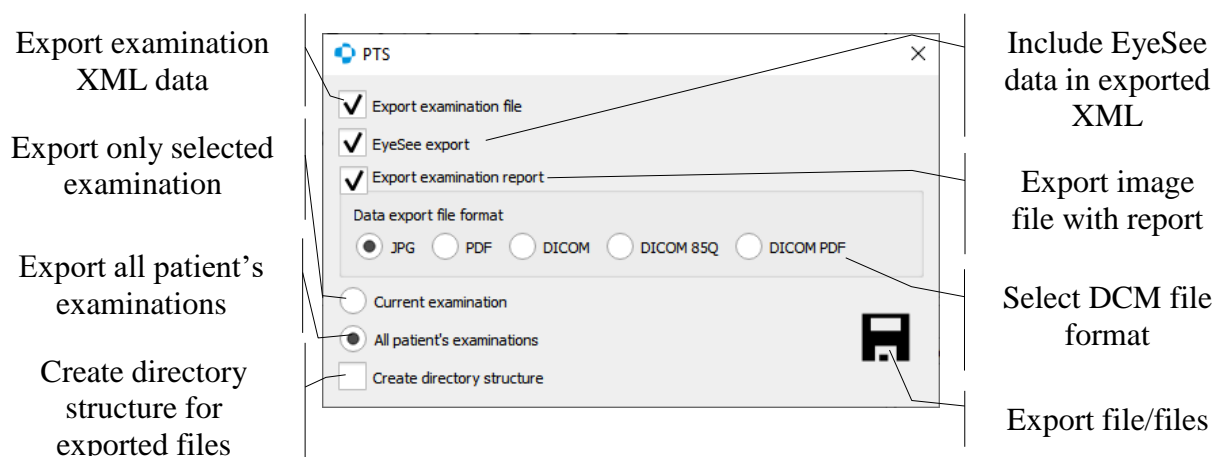 Export examination
XML data
Export only selected
examination
Export all patient's
examinations
Create directory
structure for
exported files
PTS
Export examination file
EyeSee export
Export examination report
Data export file format
JPG PDF DICOM DICOM 85Q DICOM PDF
Current examination
All patient's examinations
Create directory structure
Include EyeSee
data in exported
XML
Export image
file with report
Select DCM file
format
Export file/files